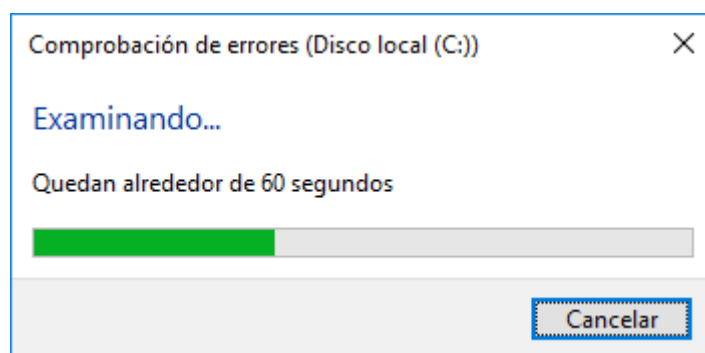 Comprobación de errores (Disco local (C:))
Examinando...
Quedan alrededor de 60 segundos
Cancelar